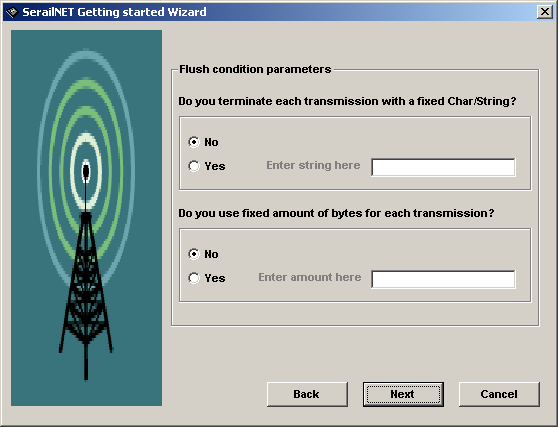 SerailNET Getting started Wizard
Flush condition parameters
Do you terminate each transmission with a fixed Char/String?
No
Yes Enter string here
Do you use fixed amount of bytes for each transmission?
No
Yes Enter amount here
Back Next Cancel